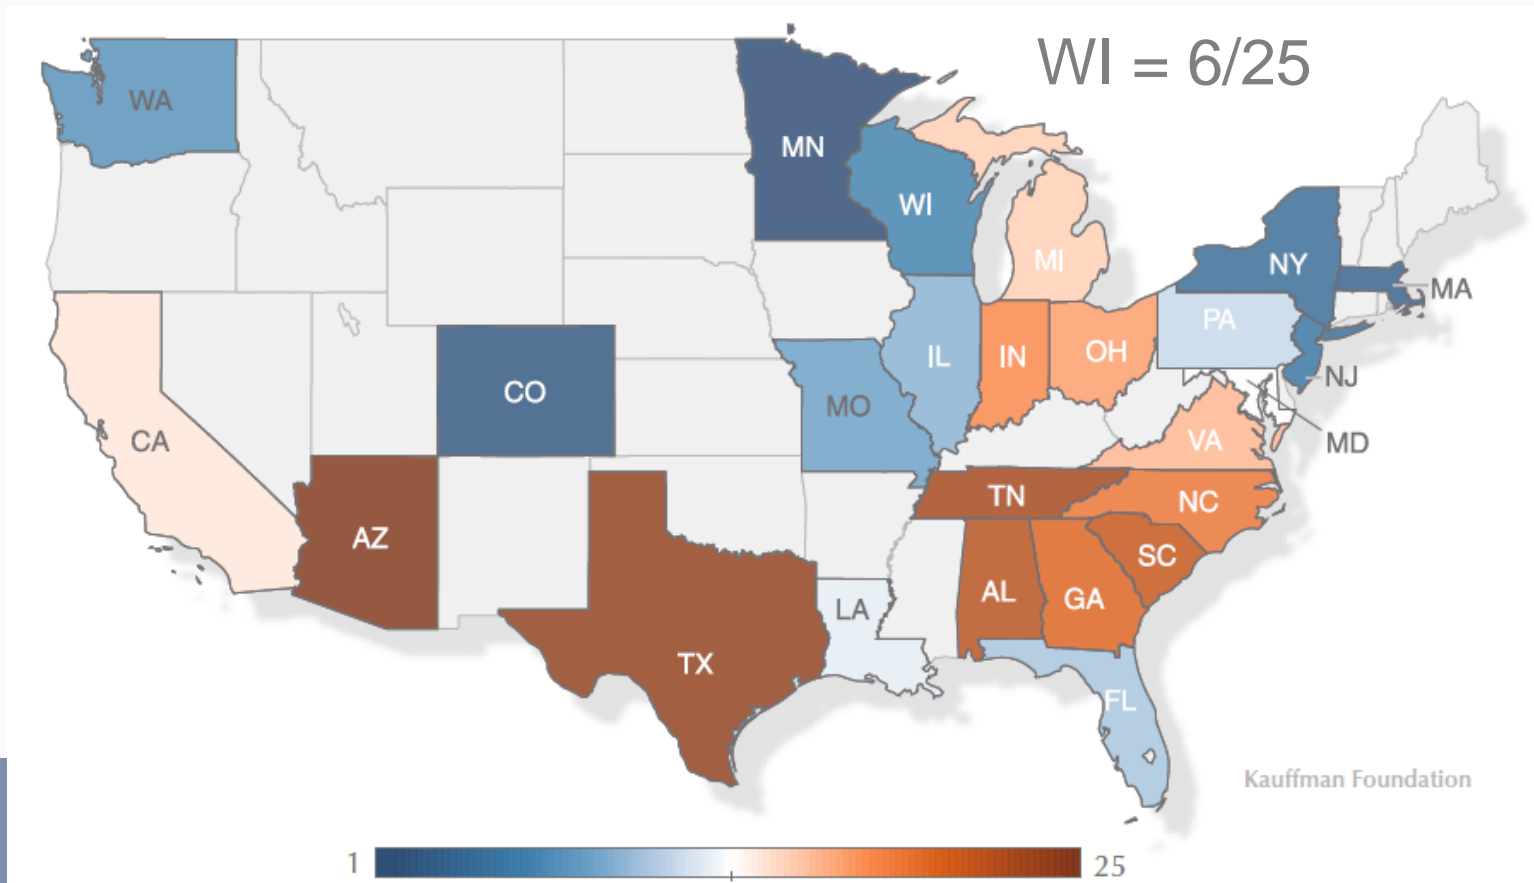 WI = 6/25
WA
MN
WI
MI
NY
MA
PA
IL
IN
OH
NJ
CO
MO
MD
CA
VA
TN
NC
AZ
SC
AL
GA
LA
TX
FL
Kauffman Foundation
1
25